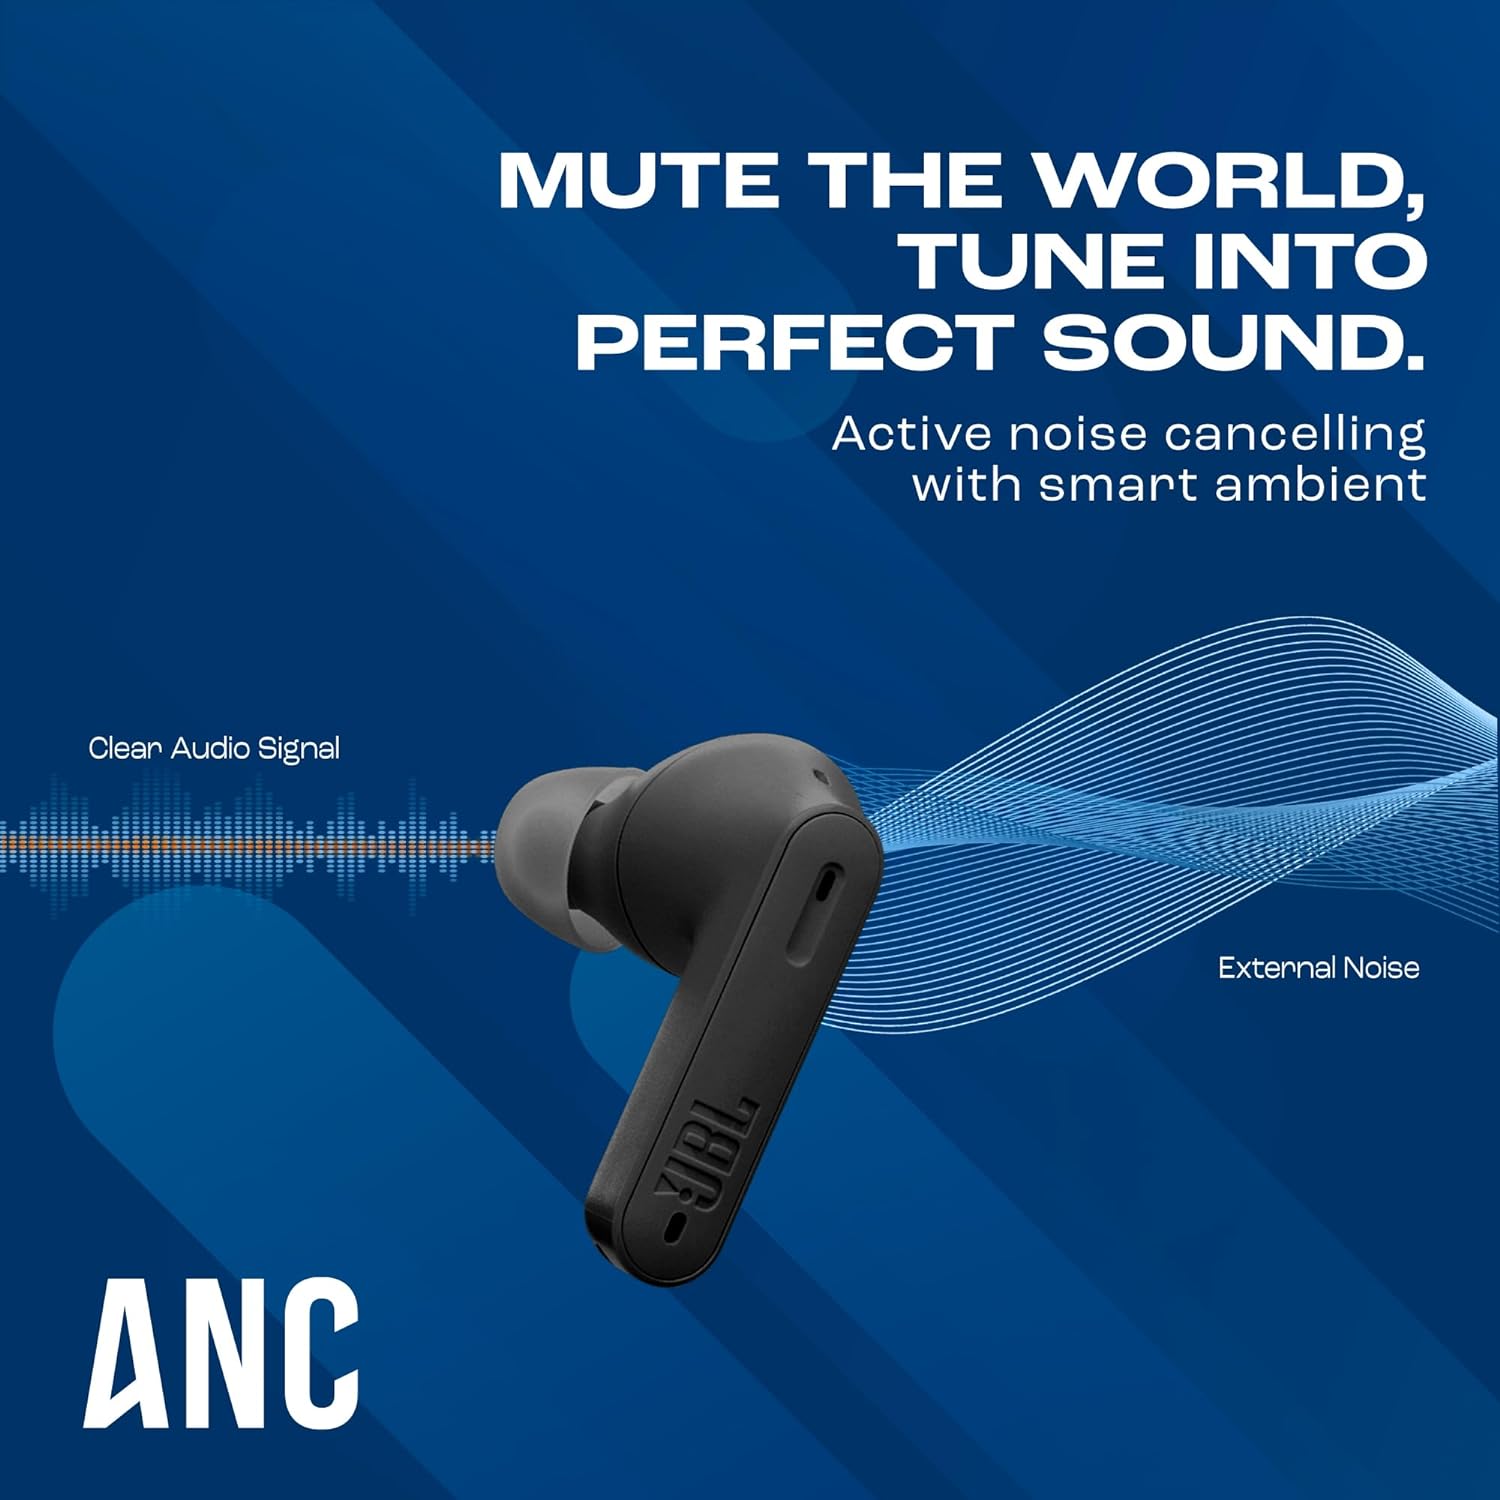 MUTE THE WORLD,
TUNE INTO
PERFECT SOUND.
Active noise cancelling
with smart ambient
Clear Audio Signal
External Noise
JBL
ANC